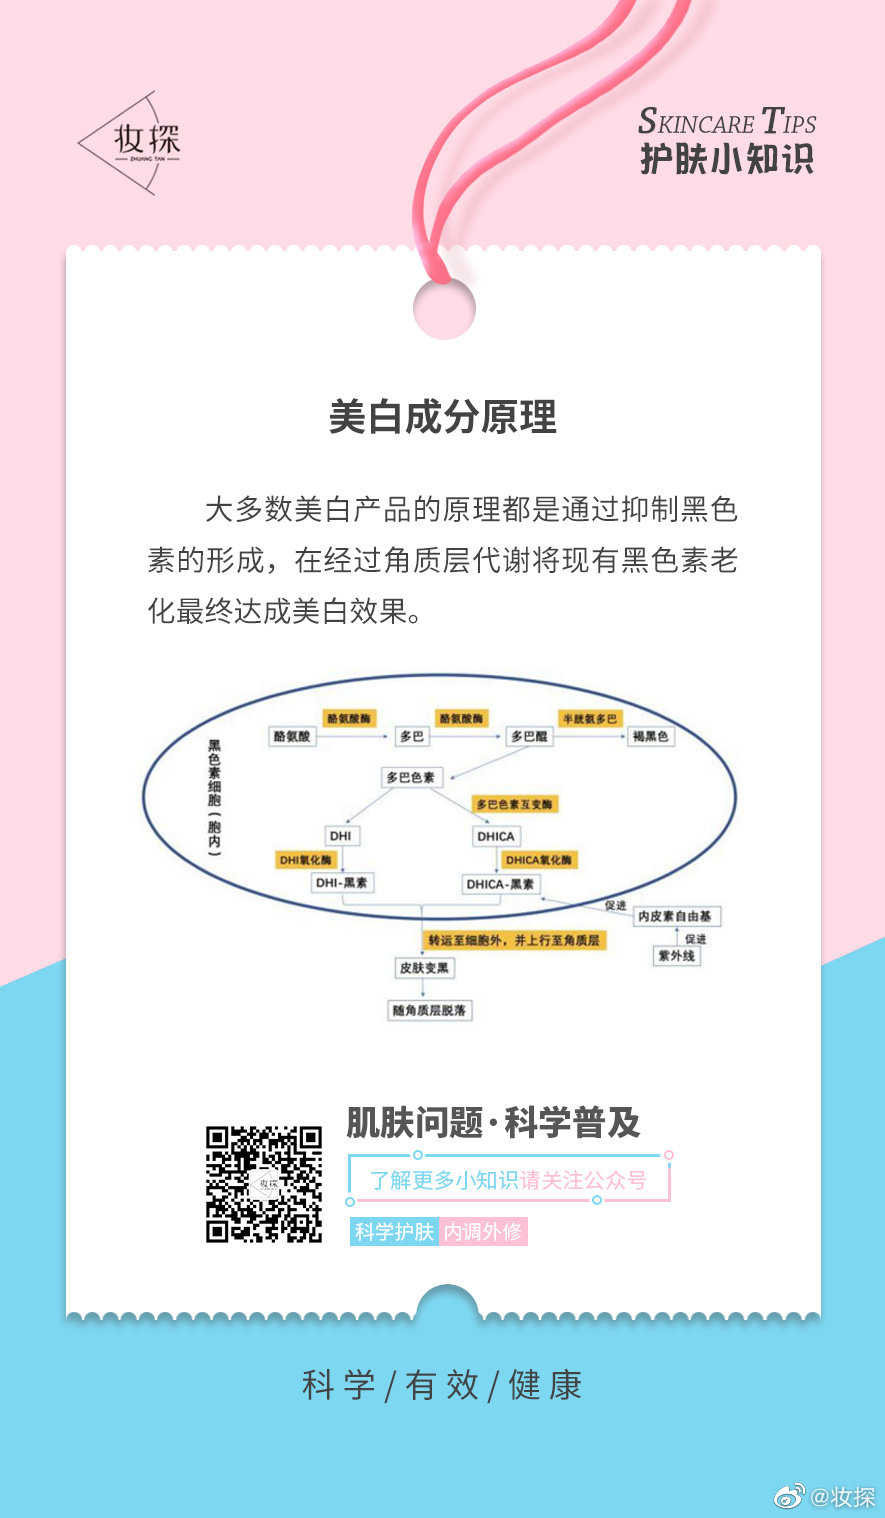 妆探
ZHUANG TAN
SKINCARE TIPS
护肤小知识
美白成分原理
大多数美白产品的原理都是通过抑制黑色
素的形成，在经过角质层代谢将现有黑色素老
化最终达成美白效果。
黑色素细胞（胞内）
酪氨酸酶
酪氨酸酶
半胱氨多巴
酪氨酸
多巴
多巴醌
褐黑色
多巴色素
多巴色素互变酶
DHI
DHICA
DHI氧化酶
DHICA氧化酶
DHI-黑素
DHICA-黑素
促进
内皮素自由基
转运至细胞外，并上行至角质层
促进
紫外线
皮肤变黑
随角质层脱落
肌肤问题·科学普及
妆探
了解更多小知识请关注公众号
科学护肤 内调外修
科学/有效/健康
@妆探